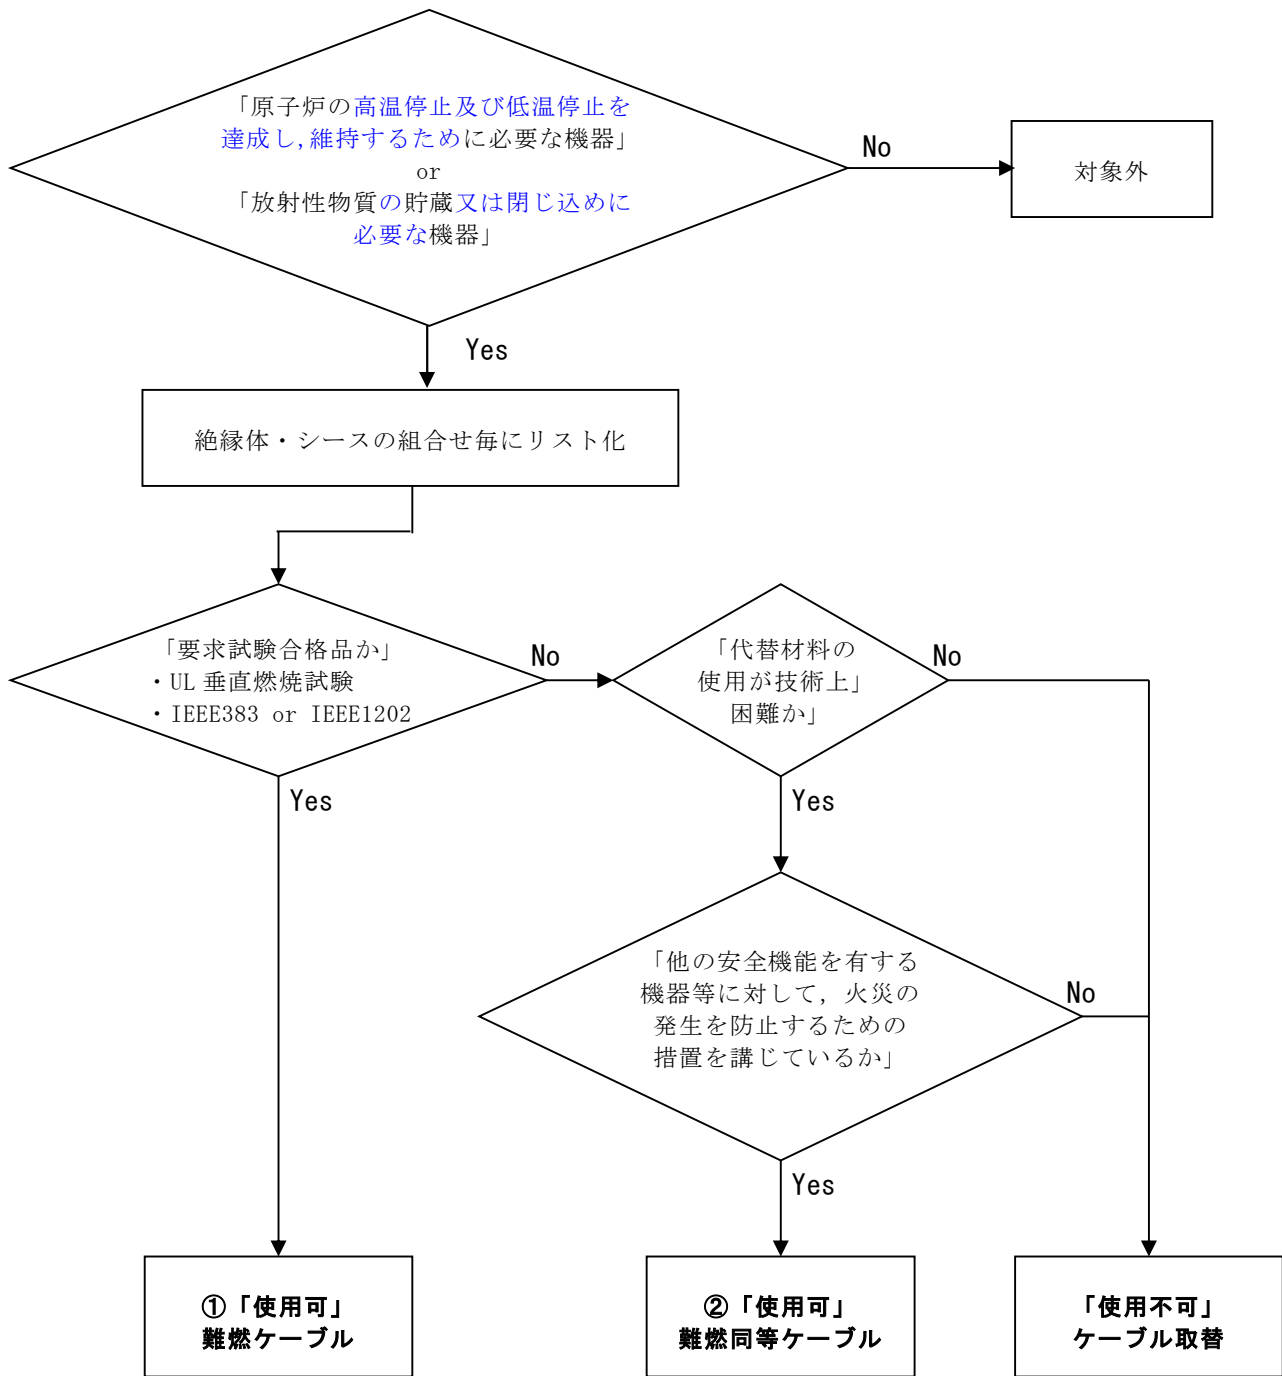 「原子炉の高温停止及び低温停止を
達成し,維持するために必要な機器」
or
「放射性物質の貯蔵又は閉じ込めに
必要な機器」
No
対象外
Yes
絶縁体・シースの組合せ毎にリスト化
「要求試験合格品か」
・UL 垂直燃焼試験
・IEEE383 or IEEE1202
No
「代替材料の
使用が技術上」
困難か」
No
Yes
Yes
「他の安全機能を有する
機器等に対して，火災の
発生を防止するための
措置を講じているか」
No
Yes
①「使用可」
難燃ケーブル
②「使用可」
難燃同等ケーブル
「使用不可」
ケーブル取替